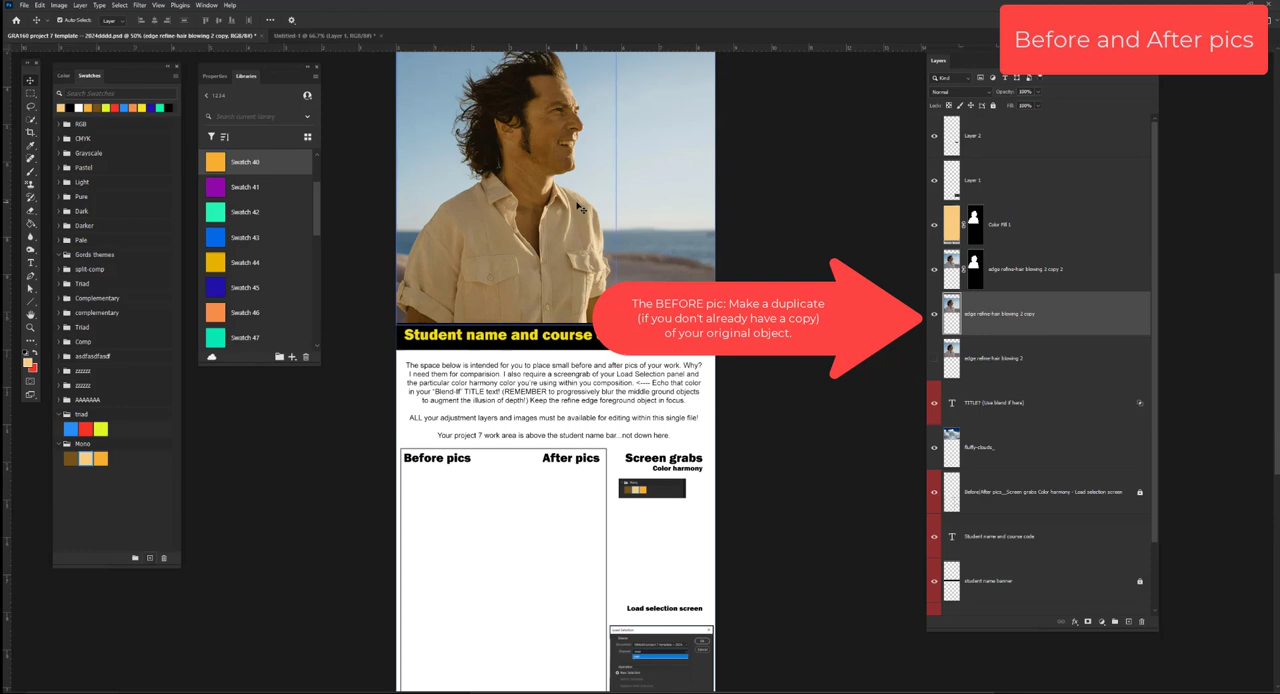 File Edit Image Layer Type Select Filter View Plugins Window Help
Auto-Select: Layer
GRA160 project 7 template -- 2024dddd.psd @ 50% (edge refine-hair blowing 2 copy, RGB/8#) *
Untitled-1 @ 66.7% (Layer 1, RGB/8#) *
Before and After pics
Color Swatches
Search Swatches
RGB
CMYK
Grayscale
Pastel
Light
Pure
Dark
Darker
Pale
Gords themes
split-comp
Triad
Complementary
complementary
Triad
Comp
asdfasfasdf
zzzzzz
zzzzzz
AAAAAA
triad
Mono
Properties Libraries
1234
Search current library
Swatch 40
Swatch 41
Swatch 42
Swatch 43
Swatch 44
Swatch 45
Swatch 46
Swatch 47
Student name and course
The space below is intended for you to place small before and after pics of your work. Why?
I need them for comparision. I also require a screengrab of your Load Selection panel and
the particular color harmony color you're using within you composition. <---- Echo that color
in your "Blend-If" TITLE text! (REMEMBER to progressively blur the middle ground objects
to augment the illusion of depth!) Keep the refine edge foreground object in focus.
ALL your adjustment layers and images must be available for editing within this single file!
Your project 7 work area is above the student name bar...not down here.
Before pics
After pics
Screen grabs
Color harmony
Mono
Load selection screen
Load Selection
The BEFORE pic: Make a duplicate
(if you don't already have a copy)
of your original object.
Layers
Kind
Normal Opacity: 100%
Lock: Fill: 100%
Layer 2
Layer 1
Color Fill 1
edge refine-hair blowing 2 copy 2
edge refine-hair blowing 2 copy
edge refine-hair blowing 2
TITLE? (Use blend if here)
fluffy-clouds_
Before|After pics__Screen grabs Color harmony - Load selection screen
Student name and course code
student name banner